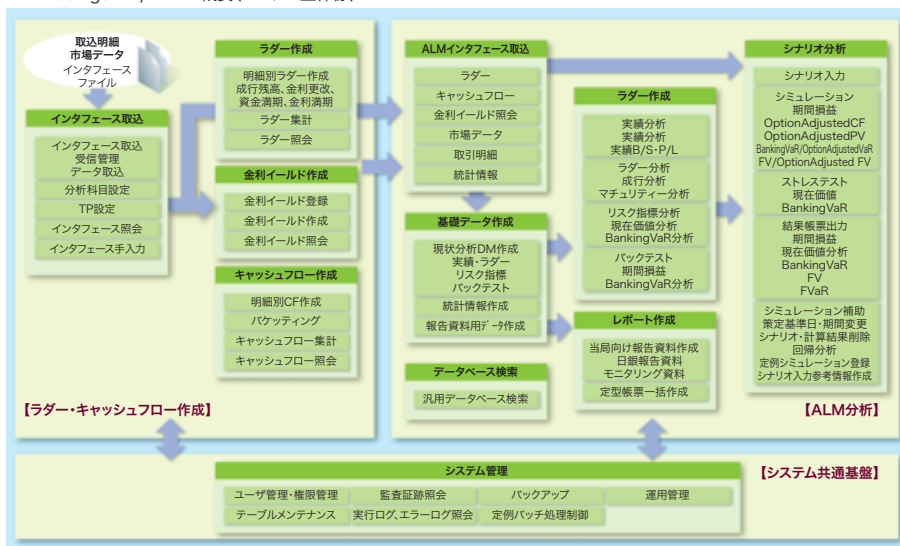 取込明細
市場データ
インタフェース
ファイル
インタフェース取込
インタフェース取込
受信管理
データ取込
分析科目設定
TP設定
インタフェース照会
インタフェース手入力
ラダー作成
明細別ラダー作成
成行残高、金利更改、
資金満期、金利満期
ラダー集計
ラダー照会
金利イールド作成
金利イールド登録
金利イールド作成
金利イールド照会
キャッシュフロー作成
明細別CF作成
バケッティング
キャッシュフロー集計
キャッシュフロー照会
【ラダー・キャッシュフロー作成】
ALMインタフェース取込
ラダー
キャッシュフロー
金利イールド照会
市場データ
取引明細
統計情報
基礎データ作成
現状分析DM作成
実績・ラダー
リスク指標
バックテスト
統計情報作成
報告資料用データ作成
データベース検索
汎用データベース検索
ラダー作成
実績分析
実績分析
実績B/S・P/L
ラダー分析
成行分析
マチュリティー分析
リスク指標分析
現在価値分析
BankingVaR分析
バックテスト
期間損益
BankingVaR分析
レポート作成
当局向け報告資料作成
日銀報告資料
モニタリング資料
定型帳票一括作成
シナリオ分析
シナリオ入力
シミュレーション
期間損益
OptionAdjustedCF
OptionAdjustedPV
BankingVaR/OptionAdjustedVaR
FV/OptionAdjusted FV
ストレステスト
現在価値
BankingVaR
結果帳票出力
期間損益
現在価値分析
BankingVaR
FV
FVaR
シミュレーション補助
策定基準日・期間変更
シナリオ・計算結果削除
回帰分析
定例シミュレーション登録
シナリオ入力参考情報作成
【ALM分析】
システム管理
【システム共通基盤】
ユーザ管理・権限管理
監査証跡照会
バックアップ
運用管理
テーブルメンテナンス
実行ログ、エラーログ照会
定例バッチ処理制御